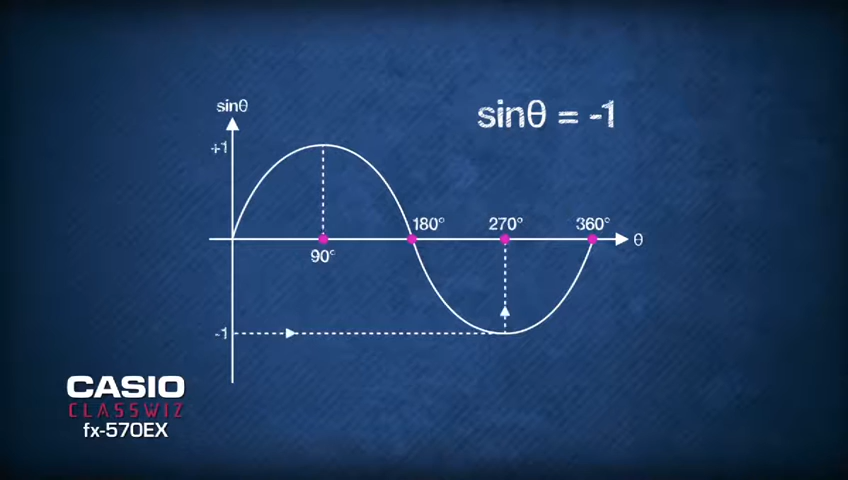 sinθ
sinθ = -1
+1
180°
270°
360°
θ
90°
-1
CASIO
CLASSWIZ
fx-570EX